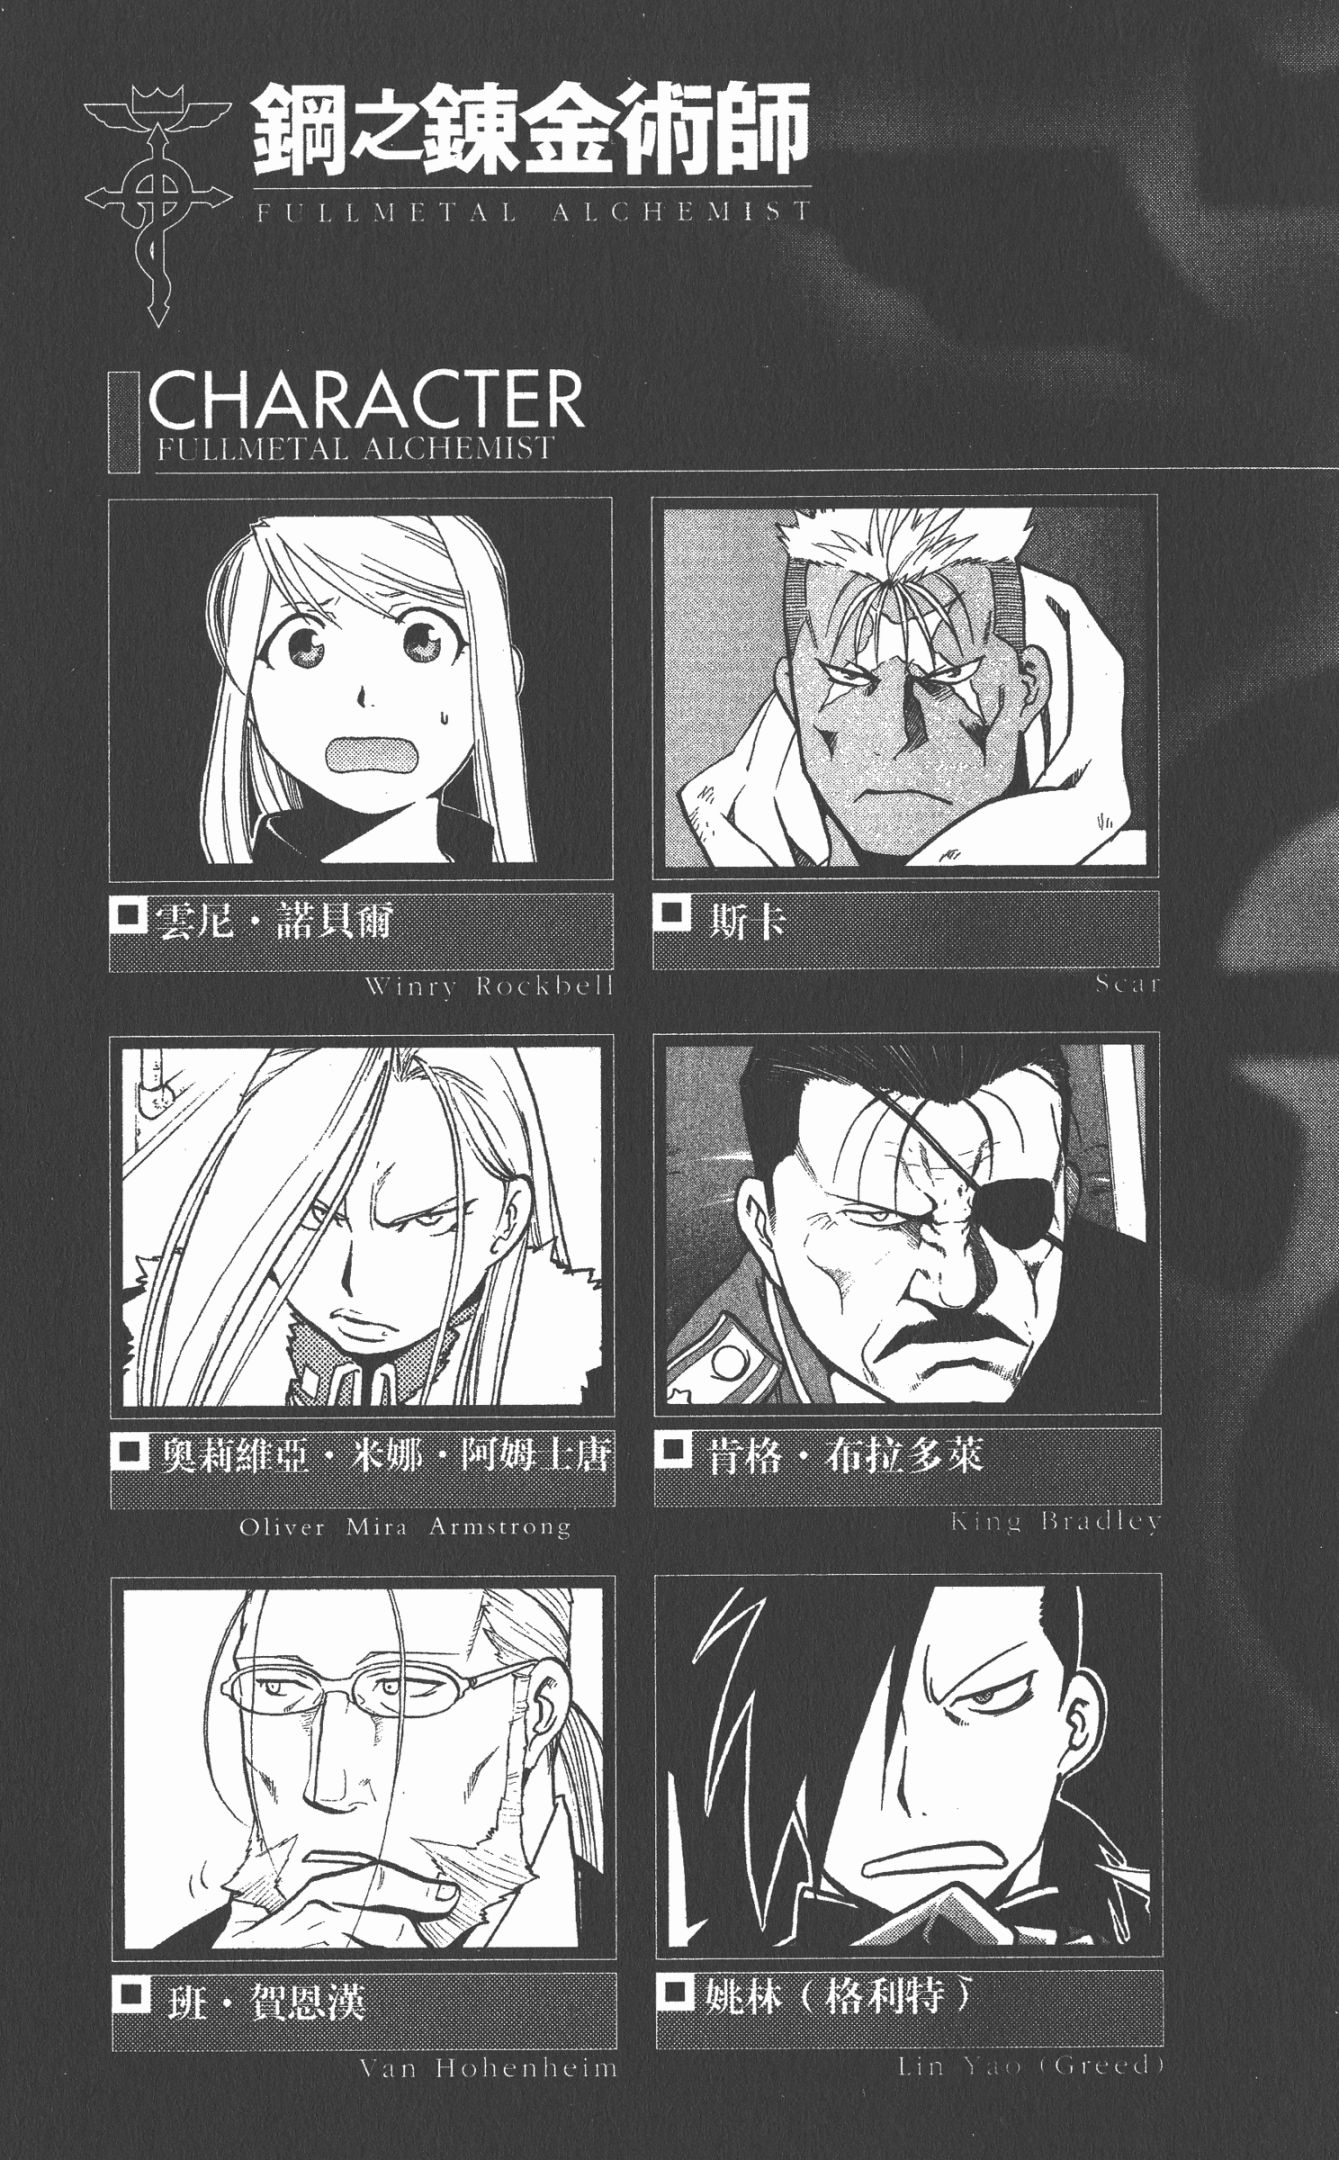 鋼之鍊金術師
FULLMETAL ALCHEMIST
CHARACTER
FULLMETAL ALCHEMIST
雲尼・諾貝爾
Winry Rockbell
斯卡
Scar
奧莉維亞・米娜・阿姆士唐
Oliver Mira Armstrong
肯格・布拉多萊
King Bradley
班・賀恩漢
Van Hohenheim
姚林（格利特）
Lin Yao (Greed)